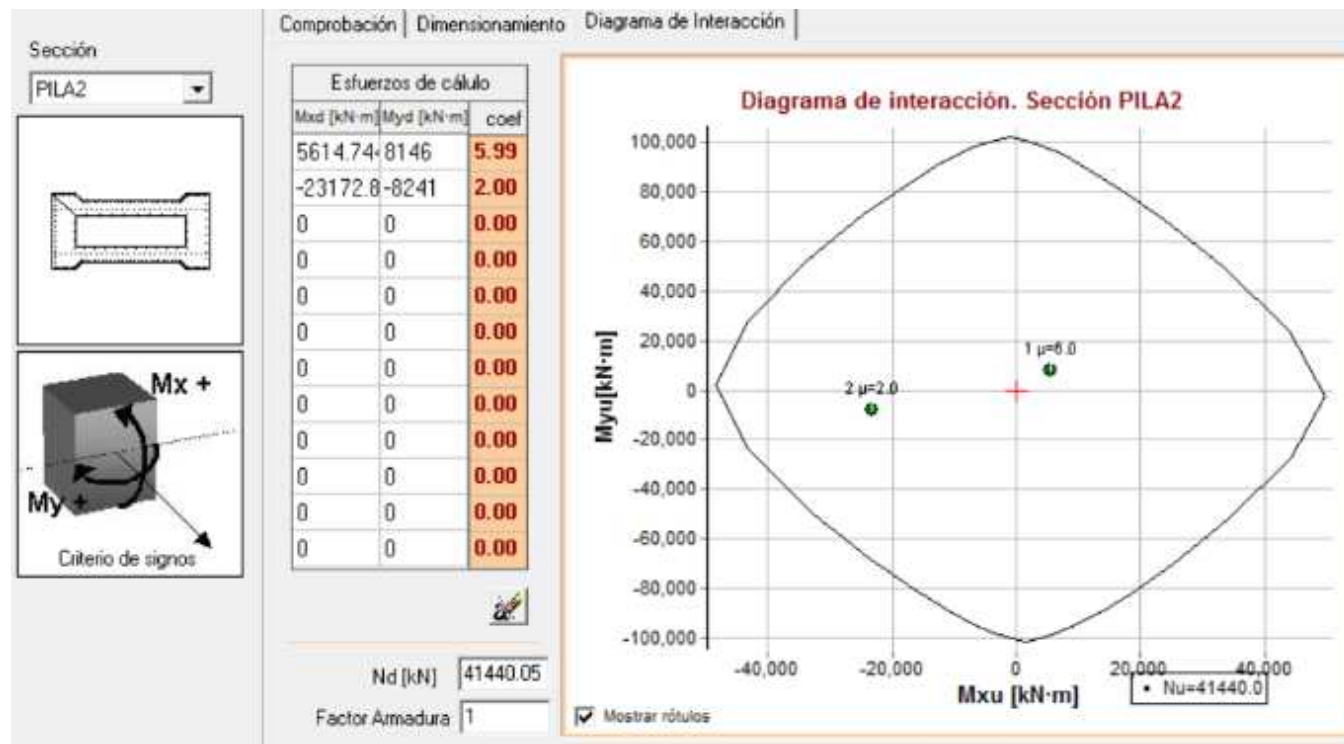 Comprobación Dimensionamiento Diagrama de Interacción
Sección
PILA2
Esfuerzos de cálulo
Mxd [kN·m] Myd [kN·m] coef
5614.744 8146 5.99
-23172.8 -8241 2.00
0 0 0.00
0 0 0.00
0 0 0.00
0 0 0.00
0 0 0.00
0 0 0.00
0 0 0.00
0 0 0.00
0 0 0.00
0 0 0.00
Mx +
My +
Criterio de signos
Nd [kN] 41440.05
Factor Armadura 1
Diagrama de interacción. Sección PILA2
100,000
80,000
60,000
40,000
20,000
0
-20,000
-40,000
-60,000
-80,000
-100,000
Myu[kN·m]
1 µ=6.0
2 µ=2.0
-40,000 -20,000 0 20,000 40,000
Mxu [kN·m]
Nu=41440.0
Mostrar rótulos